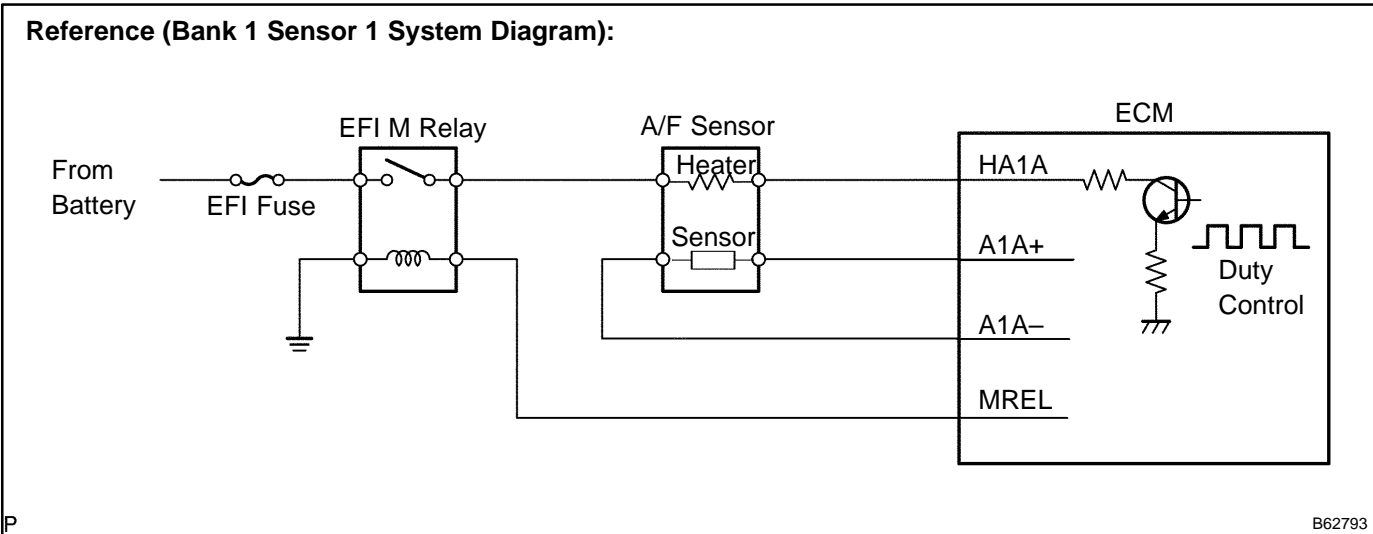 Reference (Bank 1 Sensor 1 System Diagram):
ECM
EFI M Relay
A/F Sensor
From
Battery
EFI Fuse
Heater
HA1A
Sensor
A1A+
Duty
Control
A1A–
MREL
P
B62793